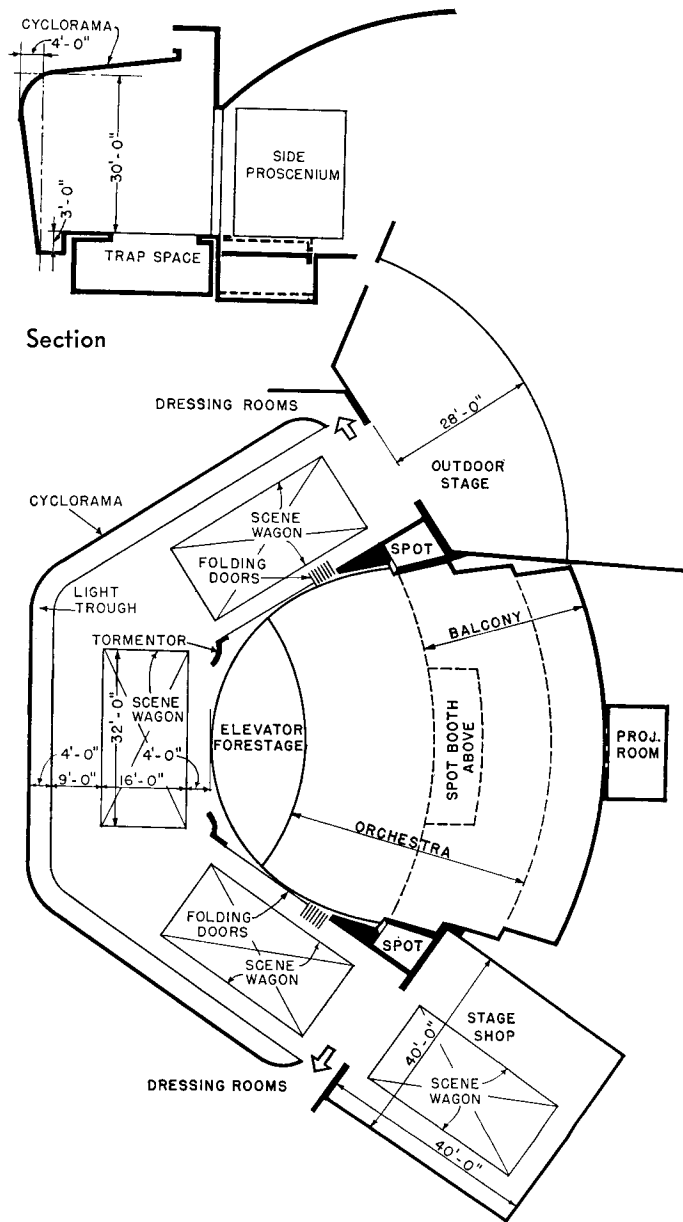 CYCLORAMA
4'-0"
30'-0"
3'-0"
SIDE
PROSCENIUM
TRAP SPACE
Section
DRESSING ROOMS
28'-0"
OUTDOOR
STAGE
CYCLORAMA
SCENE
WAGON
SPOT
FOLDING
DOORS
LIGHT
TROUGH
BALCONY
TORMENTOR
SCENE
WAGON
32'-0"
ELEVATOR
FORESTAGE
SPOT BOOTH
ABOVE
PROJ.
ROOM
4'-0"
9'-0"
16'-0"
4'-0"
ORCHESTRA
FOLDING
DOORS
SPOT
SCENE
WAGON
STAGE
SHOP
40'-0"
DRESSING ROOMS
SCENE
WAGON
40'-0"